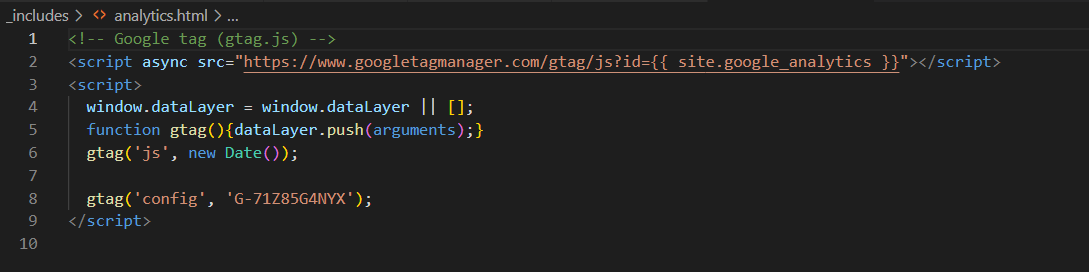 _includes > <> analytics.html > ...
1 <!-- Google tag (gtag.js) -->
2 <script async src="https://www.googletagmanager.com/gtag/js?id={{ site.google_analytics }}"></script>
3 <script>
4   window.dataLayer = window.dataLayer || [];
5   function gtag(){dataLayer.push(arguments);}
6   gtag('js', new Date());
7
8   gtag('config', 'G-71Z85G4NYX');
9 </script>
10